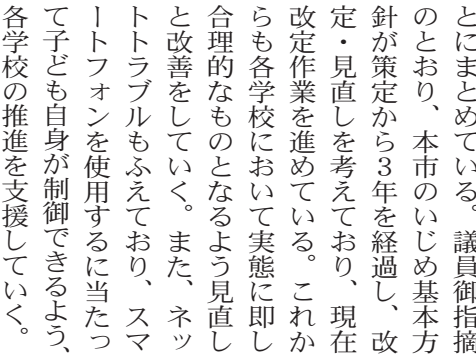 とにまとめている。議員御指摘
のとおり、本市のいじめ基本方
針が策定から3年を経過し、改
定・見直しを考えており、現在
改定作業を進めている。これか
らも各学校において実態に即し
合理的なものとなるよう見直し
と改善をしていく。また、ネッ
トトラブルもふえており、スマ
ートフォンを使用するに当たっ
て子ども自身が制御できるよう、
各学校の推進を支援していく。